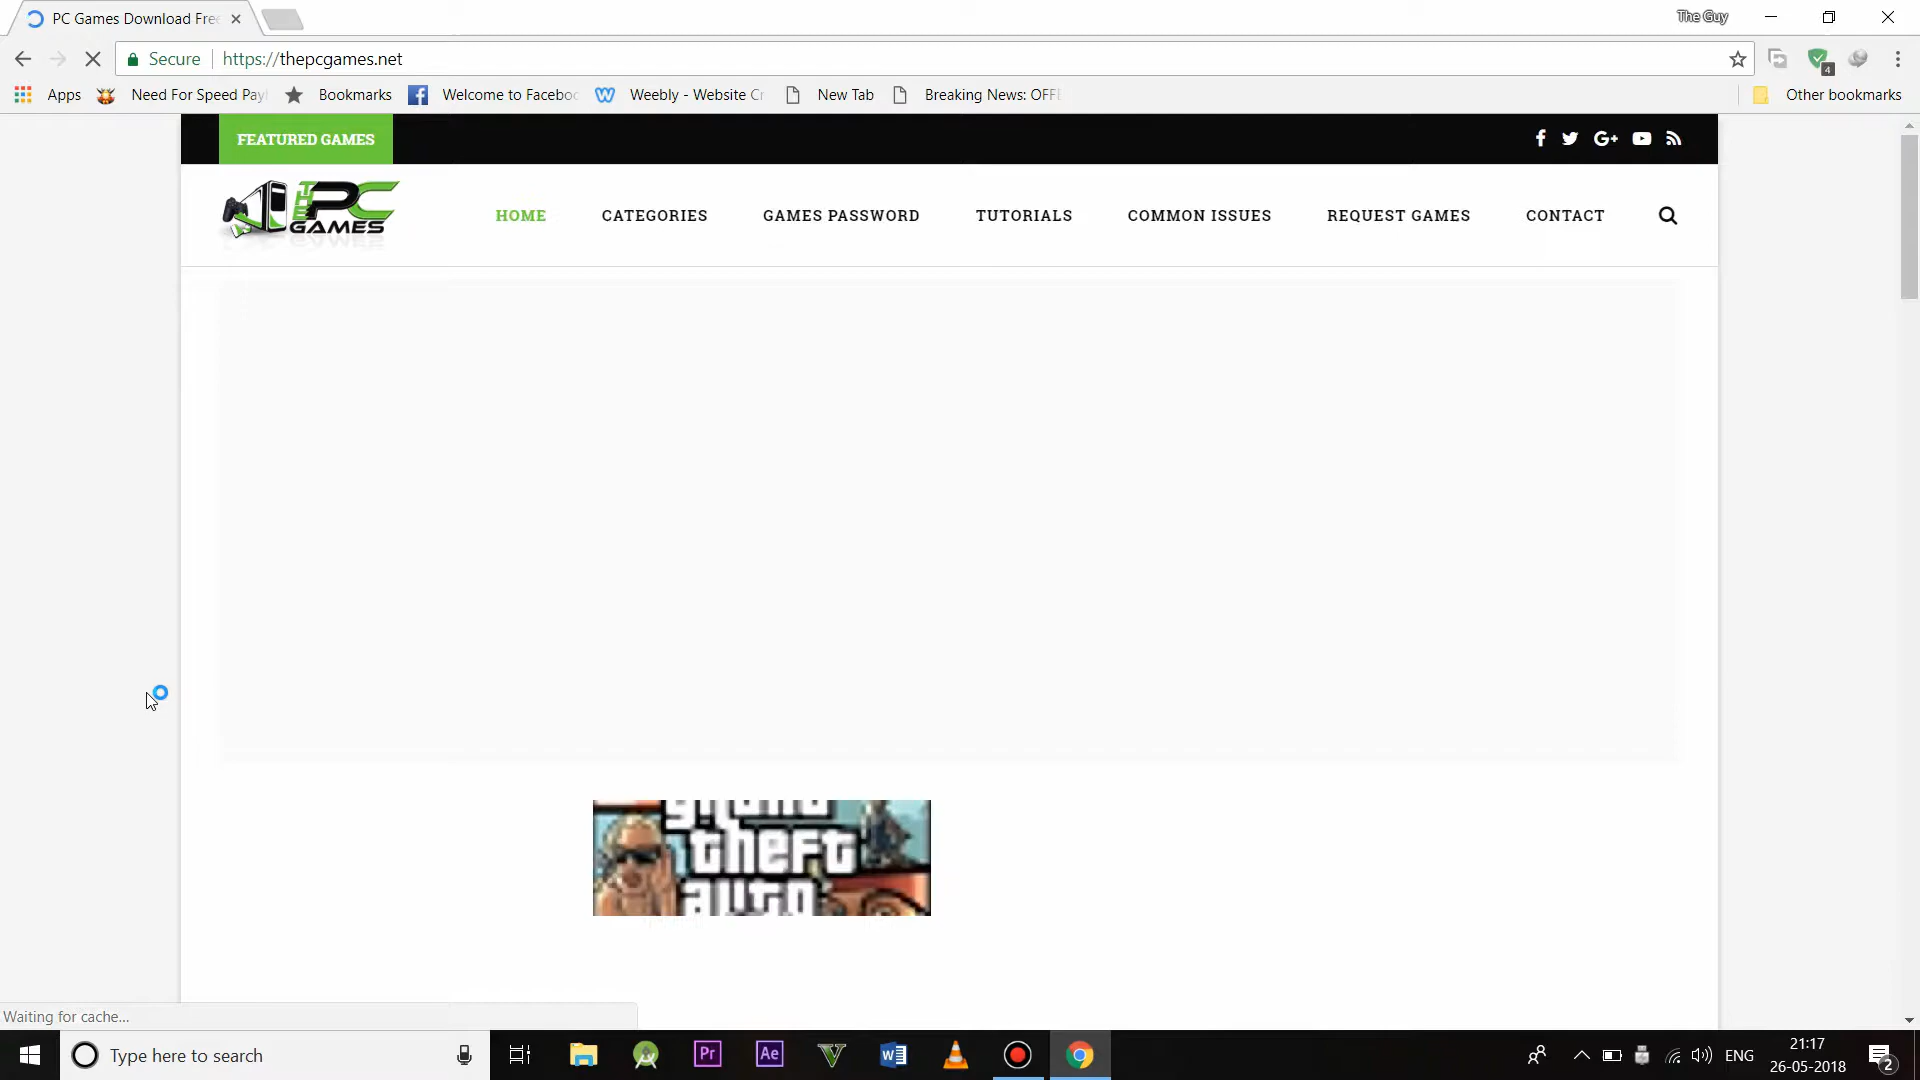 PC Games Download Fre
The Guy
Secure
https://thepcgames.net
4
Apps
Need For Speed Pay
Bookmarks
Welcome to Faceboo
Weebly - Website Cr
New Tab
Breaking News: OFF
Other bookmarks
FEATURED GAMES
G+
THE PC GAMES
HOME
CATEGORIES
GAMES PASSWORD
TUTORIALS
COMMON ISSUES
REQUEST GAMES
CONTACT
grand
theft
auto
Waiting for cache...
Type here to search
Pr
Ae
ENG
21:17
26-05-2018
2